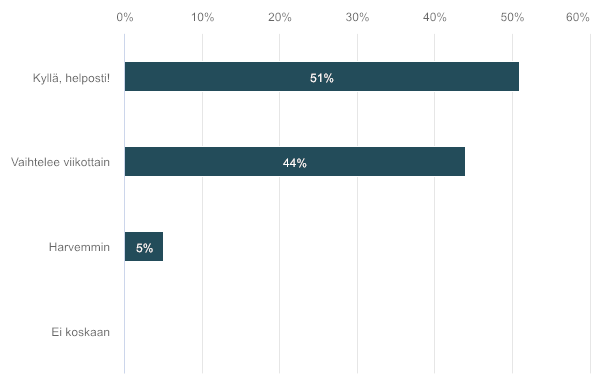 0% 10% 20% 30% 40% 50% 60%
Kyllä, helposti! 51%
Vaihtelee viikottain 44%
Harvemmin 5%
Ei koskaan